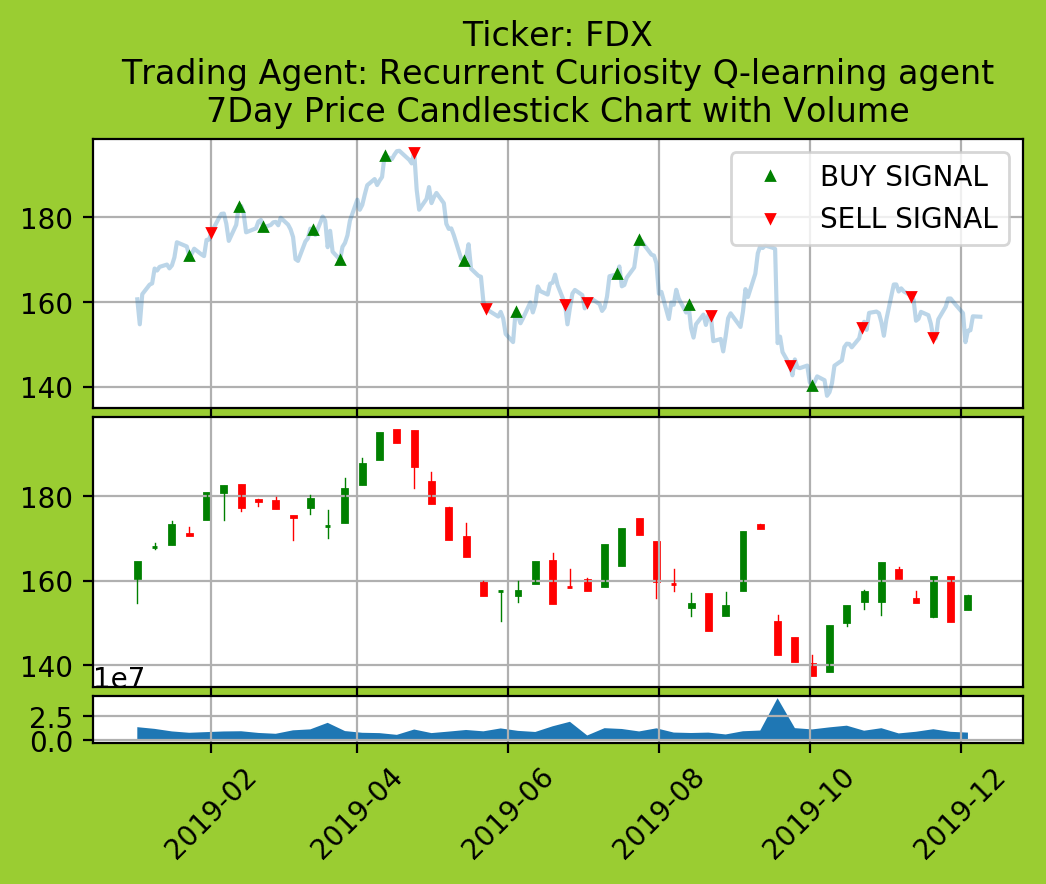 Ticker: FDX
Trading Agent: Recurrent Curiosity Q-learning agent
7Day Price Candlestick Chart with Volume
BUY SIGNAL
SELL SIGNAL
180
160
140
180
160
140
1e7
2.5
0.0
2019-02
2019-04
2019-06
2019-08
2019-10
2019-12